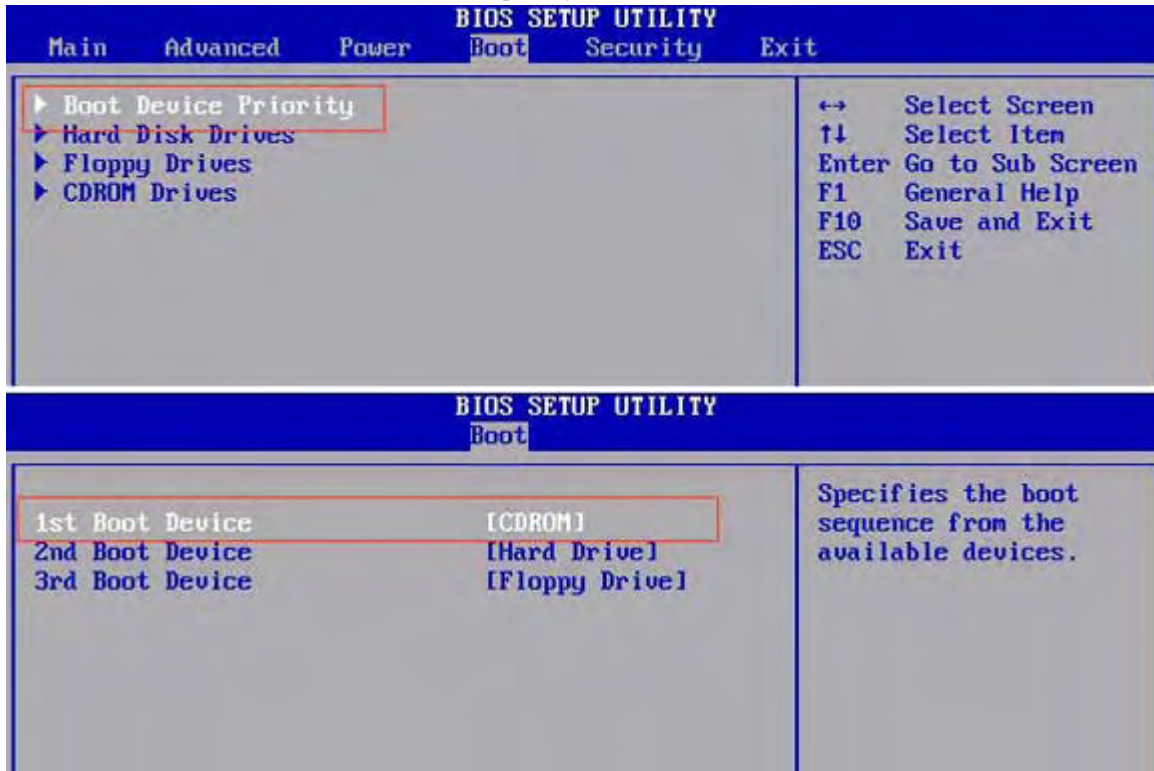 BIOS SETUP UTILITY
Main Advanced Power Boot Security Exit
Boot Device Priority
Hard Disk Drives
Floppy Drives
CDROM Drives
↔ Select Screen
↑↓ Select Item
Enter Go to Sub Screen
F1 General Help
F10 Save and Exit
ESC Exit
BIOS SETUP UTILITY
Boot
1st Boot Device [CDROM]
2nd Boot Device [Hard Drive]
3rd Boot Device [Floppy Drive]
Specifies the boot
sequence from the
available devices.